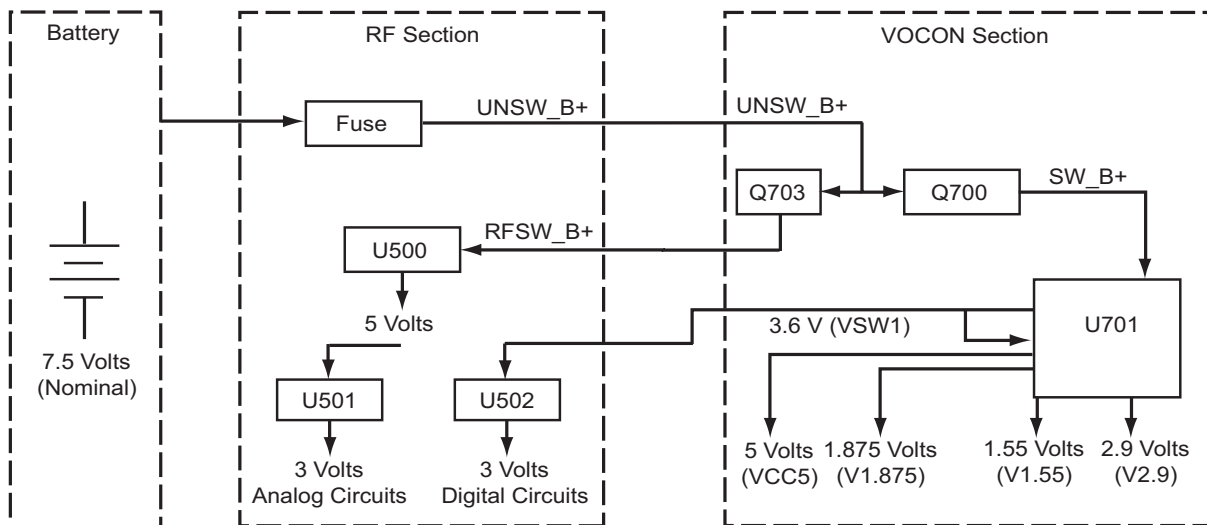 Battery
RF Section
VOCON Section
UNSW_B+
UNSW_B+
Fuse
Q703
Q700
SW_B+
RFSW_B+
U500
5 Volts
3.6 V (VSW1)
U701
7.5 Volts
(Nominal)
U501
U502
3 Volts
Analog Circuits
3 Volts
Digital Circuits
5 Volts
(VCC5)
1.875 Volts
(V1.875)
1.55 Volts
(V1.55)
2.9 Volts
(V2.9)